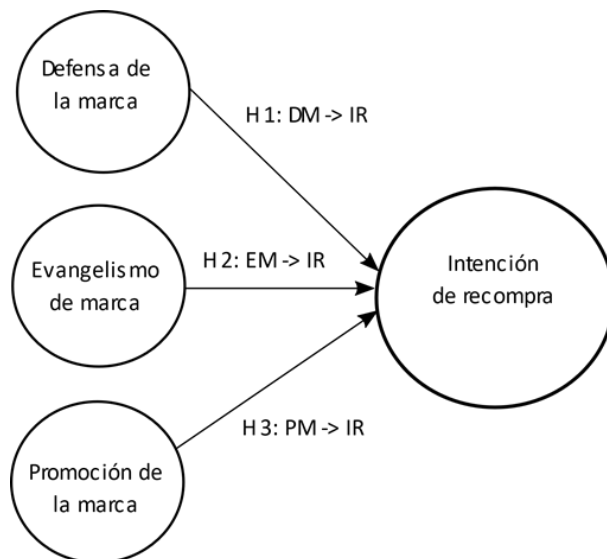 Defensa de
la marca
H1: DM -> IR
Evangelismo
de marca
H2: EM -> IR
Intención
de recompra
H3: PM -> IR
Promoción de
la marca